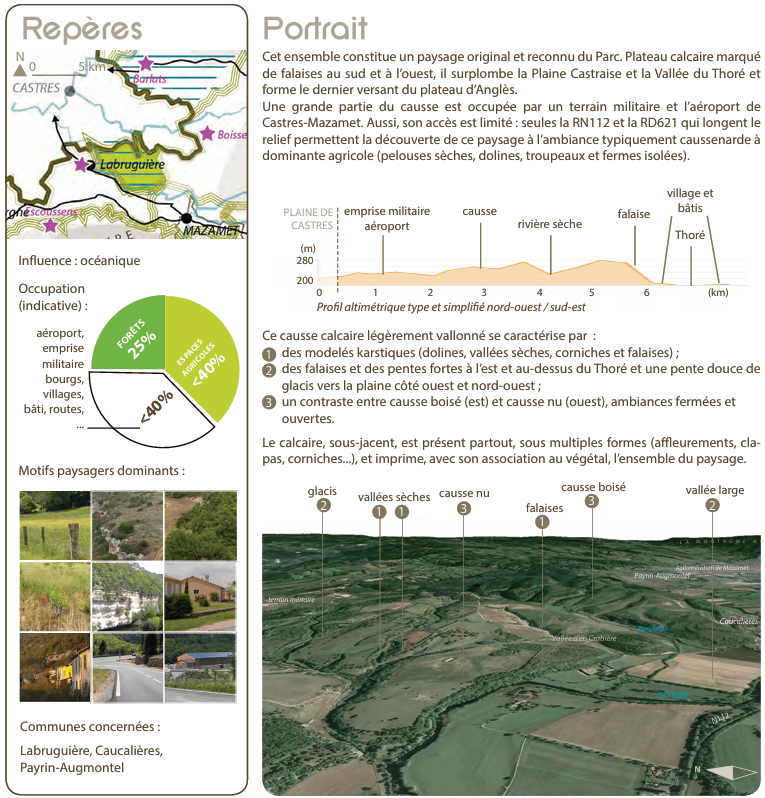 Repères
N
0
5 km
CASTRES
Burlats
Boisse
Labruguière
Escoussens
MAZAMET
Influence : océanique
Occupation
(indicative) :
aéroport,
emprise
militaire
bourgs,
villages,
bâti, routes,
...
FORÊTS
25%
ESPACES
AGRICOLES
<40%
<40%
Motifs paysagers dominants :
Communes concernées :
Labruguière, Caucalières,
Payrin-Augmontel
Portrait
Cet ensemble constitue un paysage original et reconnu du Parc. Plateau calcaire marqué
de falaises au sud et à l’ouest, il surplombe la Plaine Castraise et la Vallée du Thoré et
forme le dernier versant du plateau d’Anglès.
Une grande partie du causse est occupée par un terrain militaire et l’aéroport de
Castres-Mazamet. Aussi, son accès est limité : seules la RN112 et la RD621 qui longent le
relief permettent la découverte de ce paysage à l’ambiance typiquement caussenarde à
dominante agricole (pelouses sèches, dolines, troupeaux et fermes isolées).
PLAINE DE
CASTRES
emprise militaire
aéroport
causse
rivière sèche
falaise
village et
bâtis
Thoré
(m)
280
200
0 1 2 3 4 5 6 (km)
Profil altimétrique type et simplifié nord-ouest / sud-est
Ce causse calcaire légèrement vallonné se caractérise par :
1 des modelés karstiques (dolines, vallées sèches, corniches et falaises) ;
2 des falaises et des pentes fortes à l’est et au-dessus du Thoré et une pente douce de
glacis vers la plaine côté ouest et nord-ouest ;
3 un contraste entre causse boisé (est) et causse nu (ouest), ambiances fermées et
ouvertes.
Le calcaire, sous-jacent, est présent partout, sous multiples formes (affleurements, cla-
pas, corniches...), et imprime, avec son association au végétal, l’ensemble du paysage.
glacis
2
vallées sèches
1 1
causse nu
3
falaises
1
causse boisé
3
vallée large
2
LA MONTAGNE
Agglomération de Mazamet
Payrin-Augmontel
terrain militaire
Caucalières
Vallée d'en Crabière
N112
N